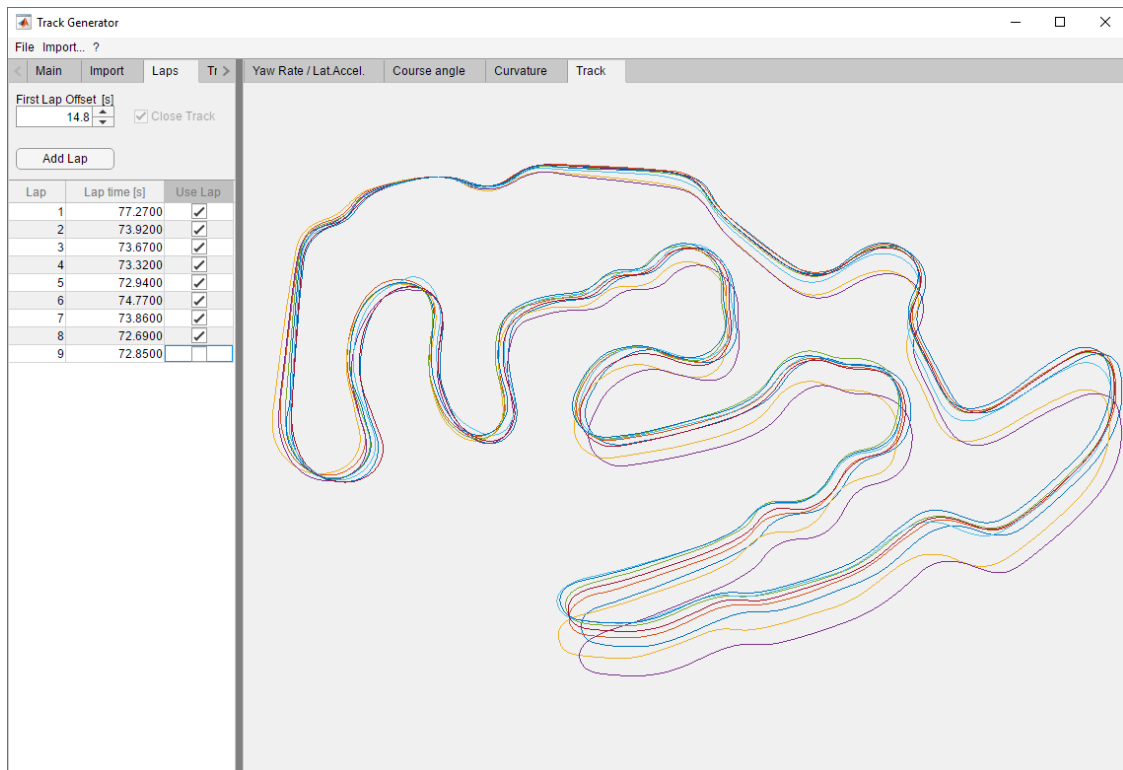 Track Generator
File Import... ?
Main Import Laps Tr
Yaw Rate / Lat.Accel. Course angle Curvature Track
First Lap Offset [s]
14.8 Close Track
Add Lap
Lap Lap time [s] Use Lap
1 77.2700
2 73.9200
3 73.6700
4 73.3200
5 72.9400
6 74.7700
7 73.8600
8 72.6900
9 72.8500